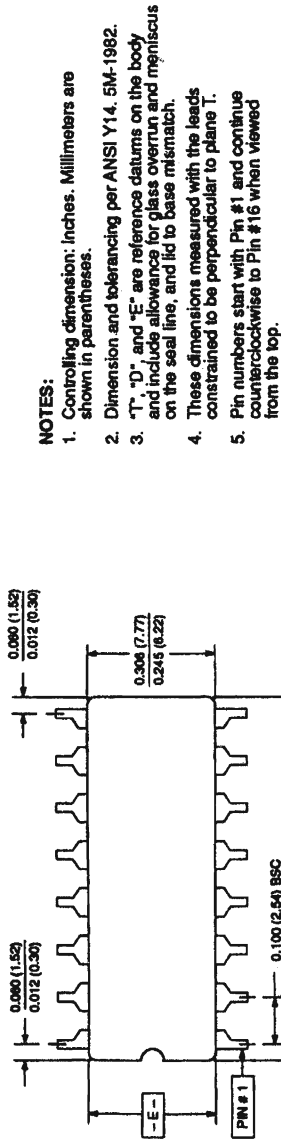 NOTES:
1. Controlling dimension: Inches. Millimeters are
shown in parentheses.
2. Dimension and tolerancing per ANSI Y14. 5M-1982.
3. "T", "D", and "E" are reference datums on the body
and include allowance for glass overrun and meniscus
on the seal line, and lid to base mismatch.
4. These dimensions measured with the leads
constrained to be perpendicular to plane T.
5. Pin numbers start with Pin #1 and continue
counterclockwise to Pin #16 when viewed
from the top.
0.060 (1.52)
0.012 (0.30)
0.060 (1.52)
0.012 (0.30)
0.306 (7.77)
0.245 (6.22)
- E -
PIN # 1
0.100 (2.54) BSC